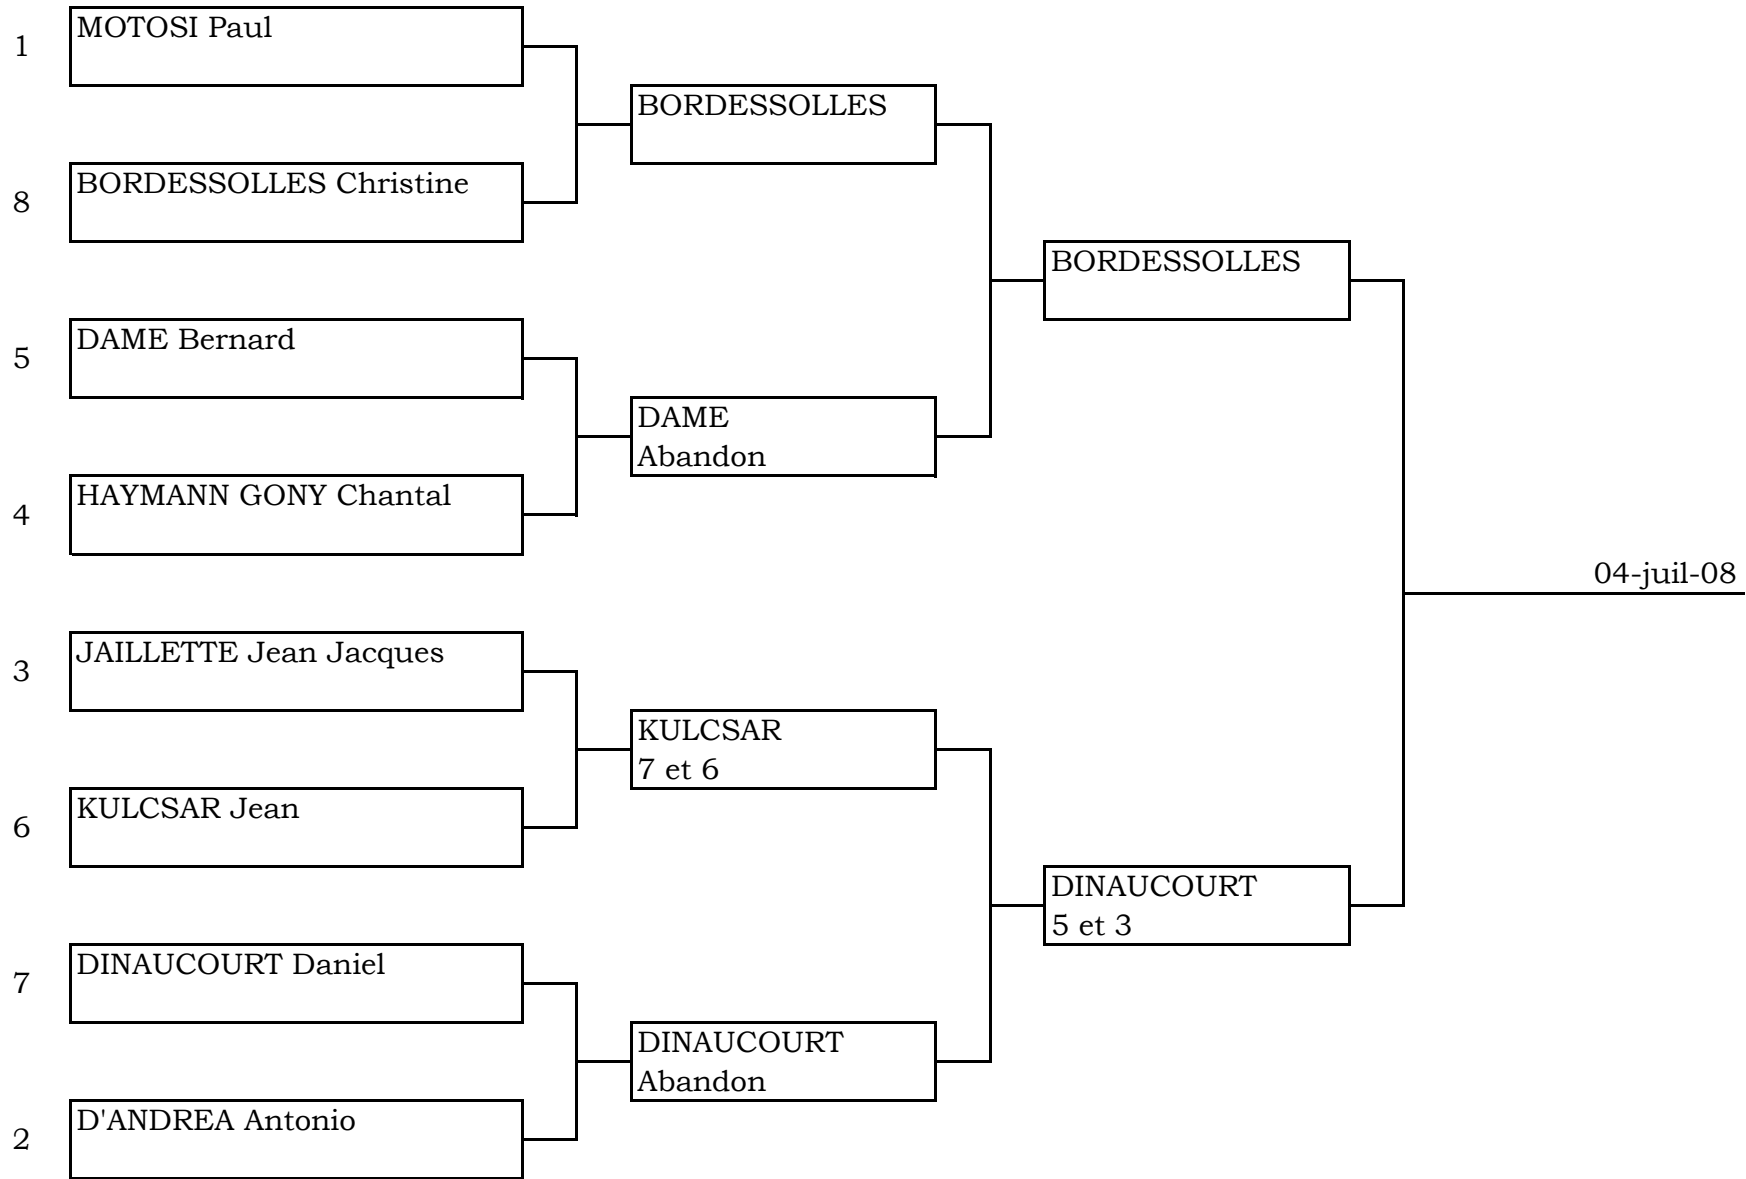 1
MOTOSI Paul
8
BORDESSOLLES Christine
BORDESSOLLES
5
DAME Bernard
4
HAYMANN GONY Chantal
DAME
Abandon
BORDESSOLLES
3
JAILLETTE Jean Jacques
6
KULCSAR Jean
KULCSAR
7 et 6
7
DINAUCOURT Daniel
2
D'ANDREA Antonio
DINAUCOURT
Abandon
DINAUCOURT
5 et 3
04-juil-08